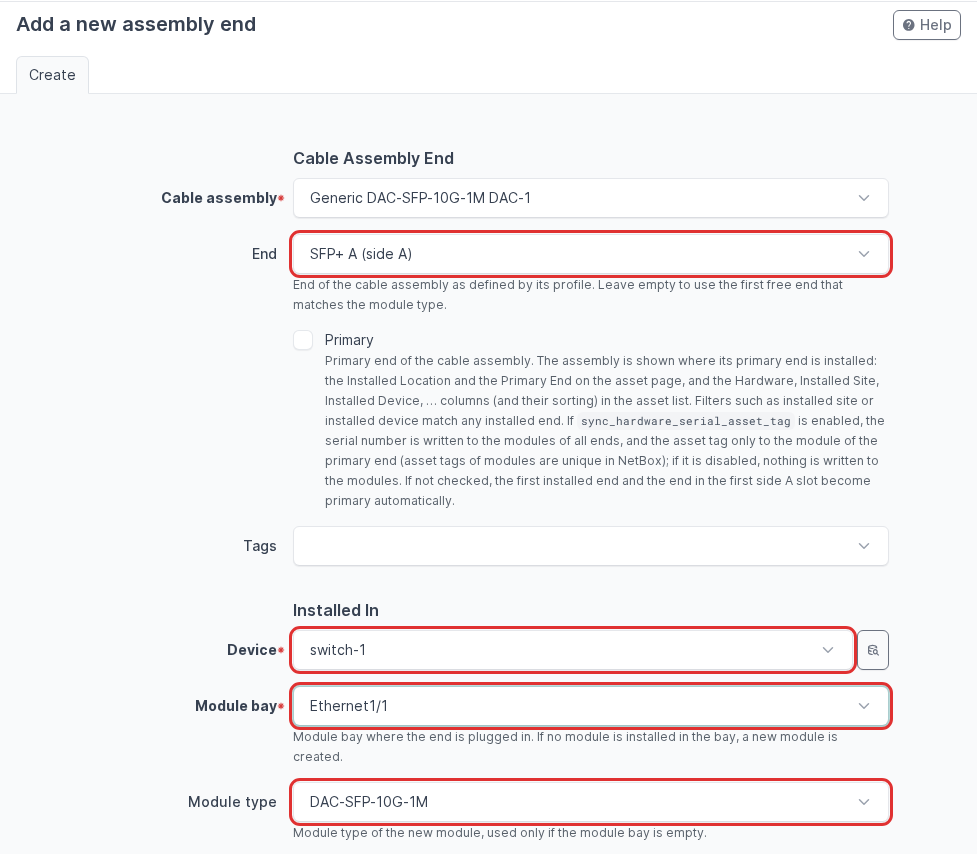 Add a new assembly end
Help
Create
Cable Assembly End
Cable assembly*
Generic DAC-SFP-10G-1M DAC-1
End
SFP+ A (side A)
End of the cable assembly as defined by its profile. Leave empty to use the first free end that
matches the module type.
Primary
Primary end of the cable assembly. The assembly is shown where its primary end is installed:
the Installed Location and the Primary End on the asset page, and the Hardware, Installed Site,
Installed Device, … columns (and their sorting) in the asset list. Filters such as installed site or
installed device match any installed end. If sync_hardware_serial_asset_tag is enabled, the
serial number is written to the modules of all ends, and the asset tag only to the module of the
primary end (asset tags of modules are unique in NetBox); if it is disabled, nothing is written to
the modules. If not checked, the first installed end and the end in the first side A slot become
primary automatically.
Tags
Installed In
Device*
switch-1
Module bay*
Ethernet1/1
Module bay where the end is plugged in. If no module is installed in the bay, a new module is
created.
Module type
DAC-SFP-10G-1M
Module type of the new module, used only if the module bay is empty.